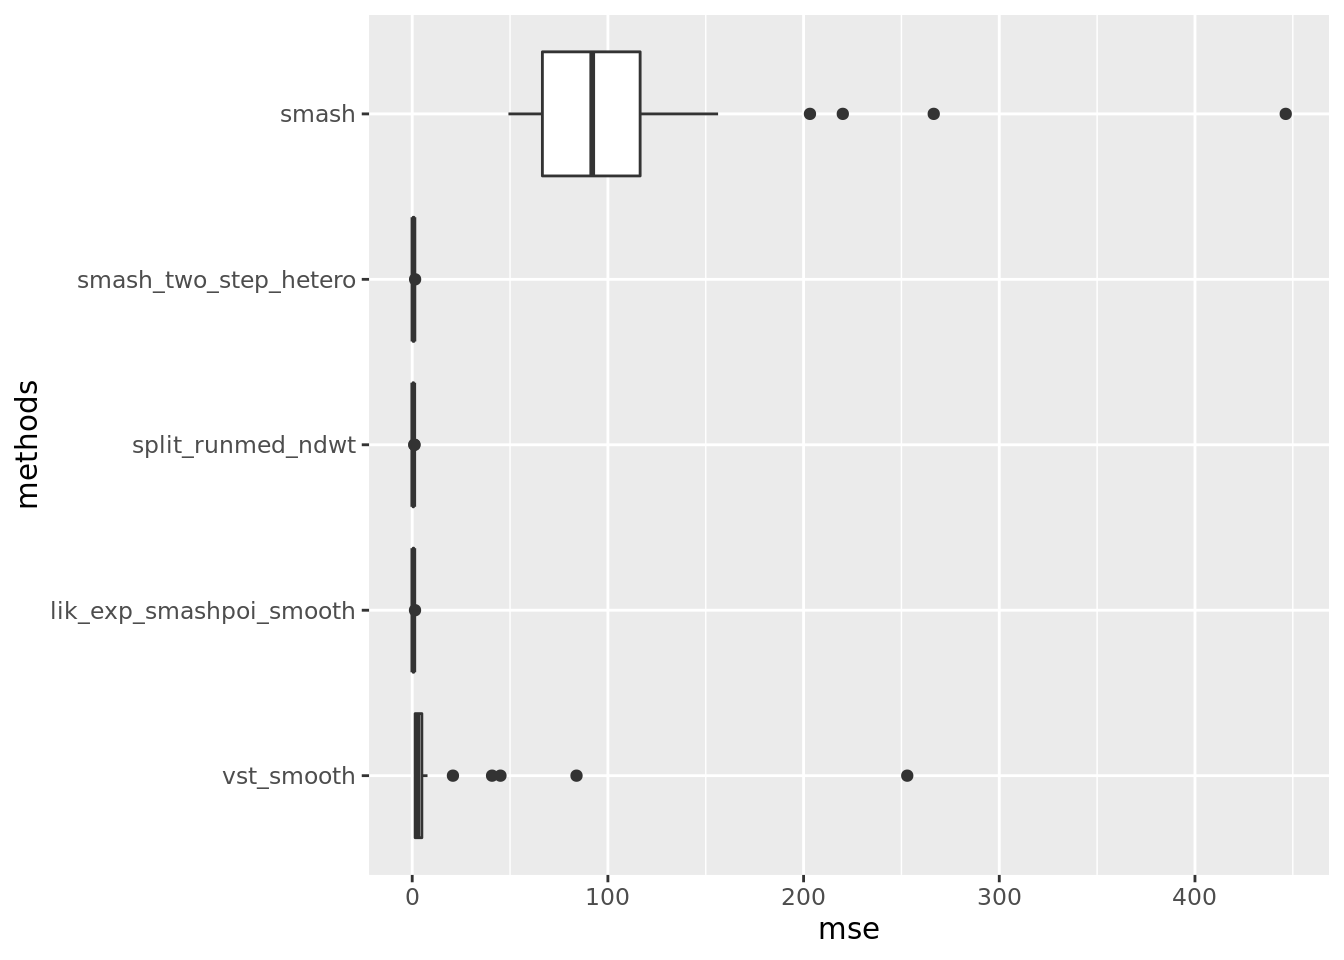 smash
smash_two_step_hetero
split_runmed_ndwt
lik_exp_smashpoi_smooth
vst_smooth
methods
0 100 200 300 400
mse